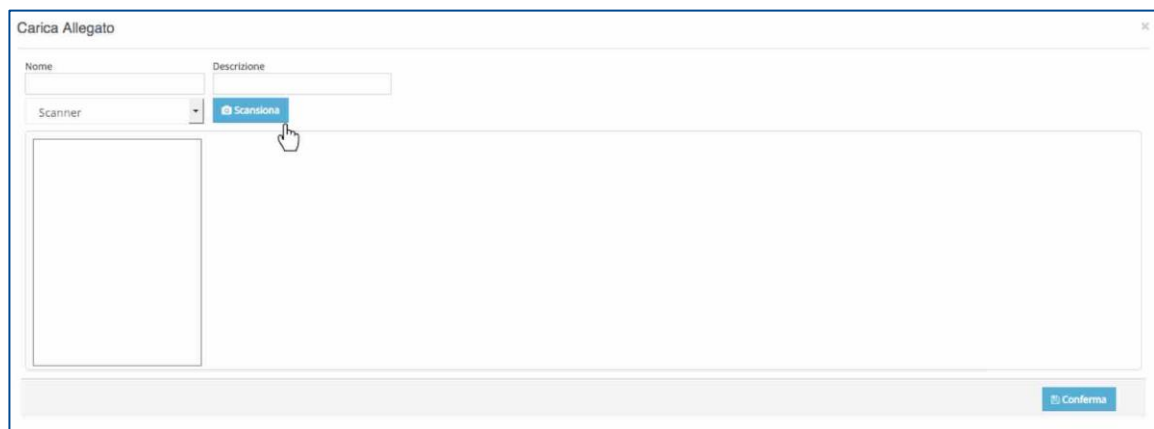 Carica Allegato
Nome Descrizione
Scanner Scansiona
Conferma